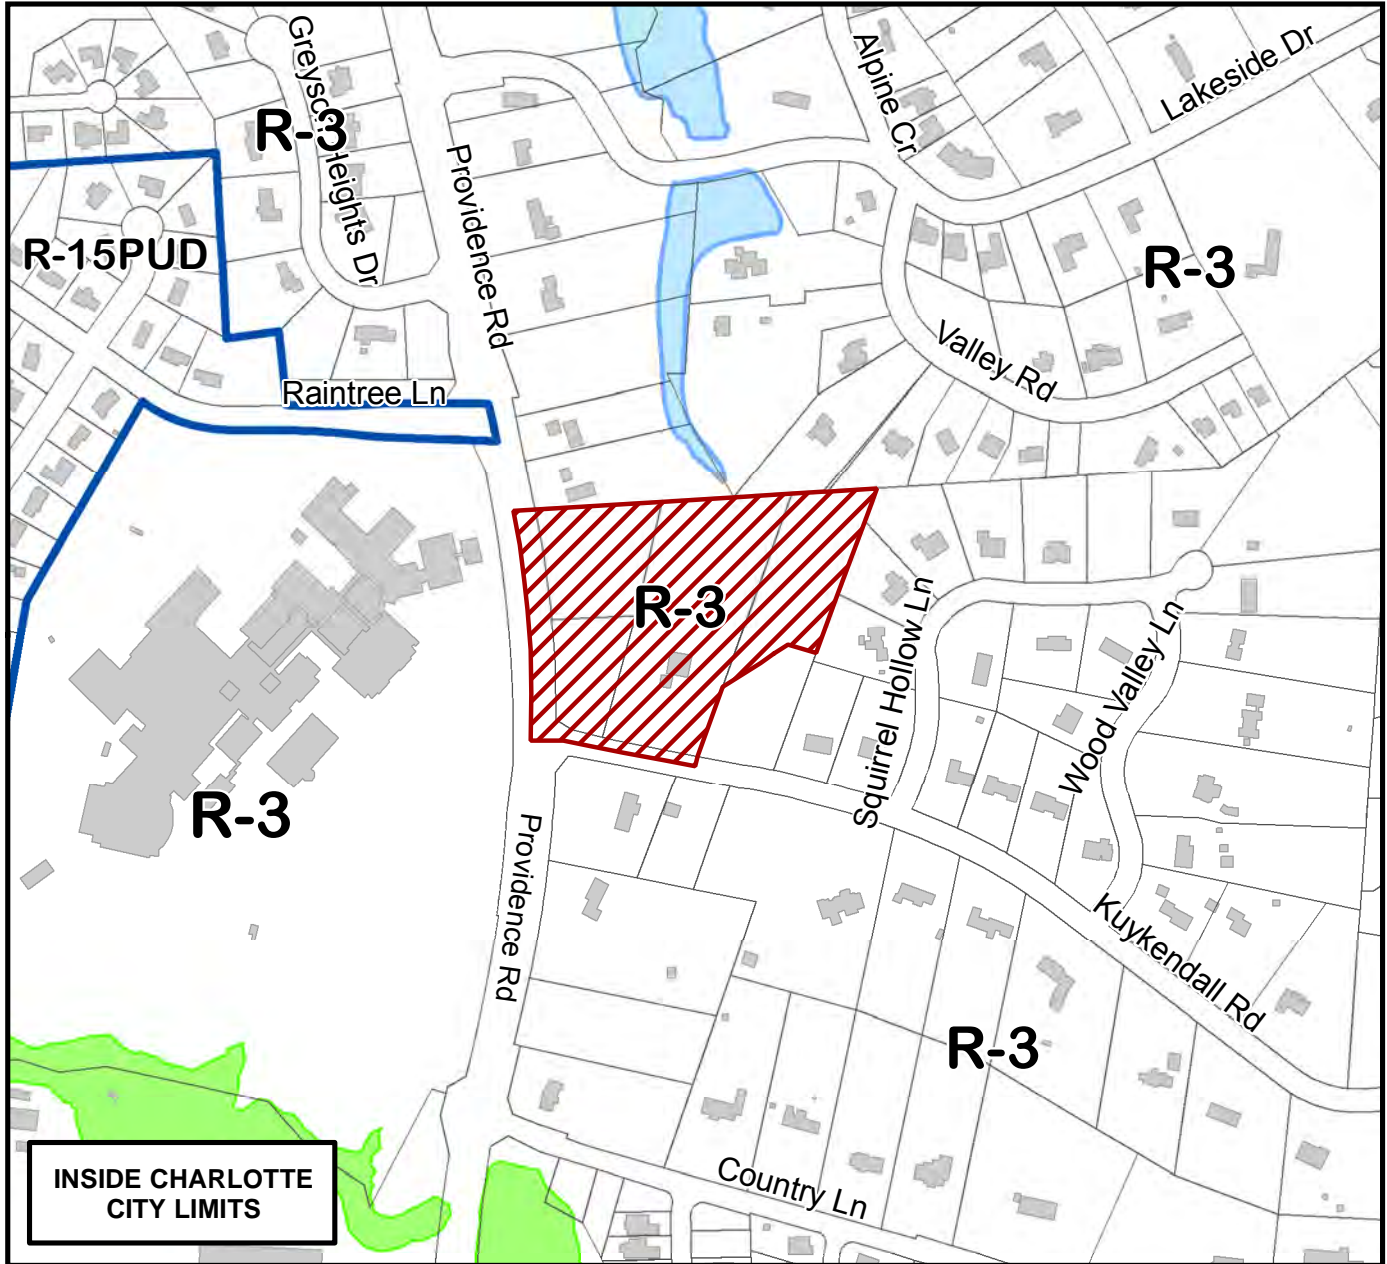 Greyson Heights Dr
R-3
Alpine Cr
Lakeside Dr
Providence Rd
R-15PUD
R-3
Valley Rd
Raintree Ln
R-3
Squirrel Hollow Ln
Wood Valley Ln
R-3
Providence Rd
Kuykendall Rd
R-3
Country Ln
INSIDE CHARLOTTE
CITY LIMITS